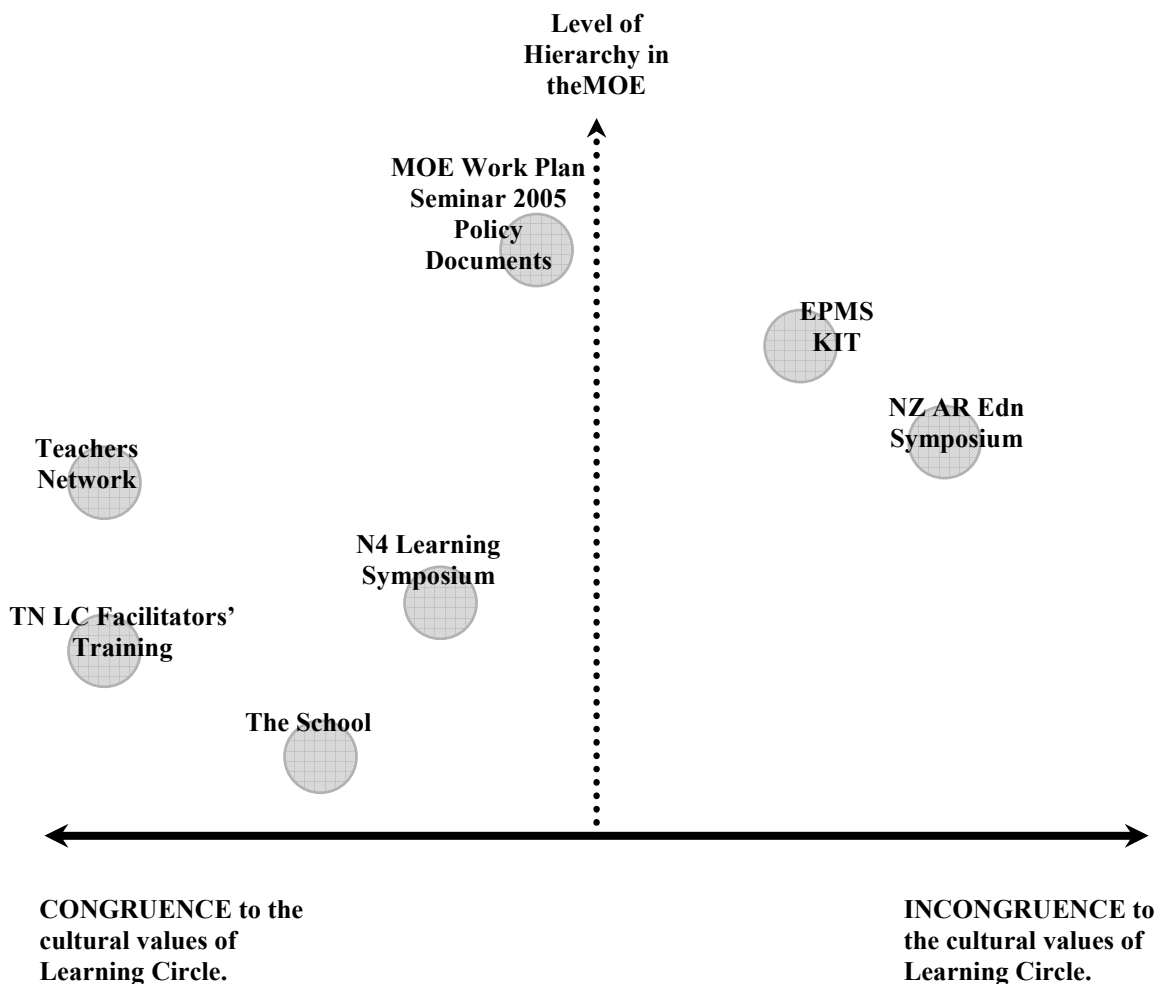 Level of
Hierarchy in
theMOE
MOE Work Plan
Seminar 2005
Policy
Documents
EPMS
KIT
NZ AR Edn
Symposium
Teachers
Network
N4 Learning
Symposium
TN LC Facilitators’
Training
The School
CONGRUENCE to the
cultural values of
Learning Circle.
INCONGRUENCE to
the cultural values of
Learning Circle.